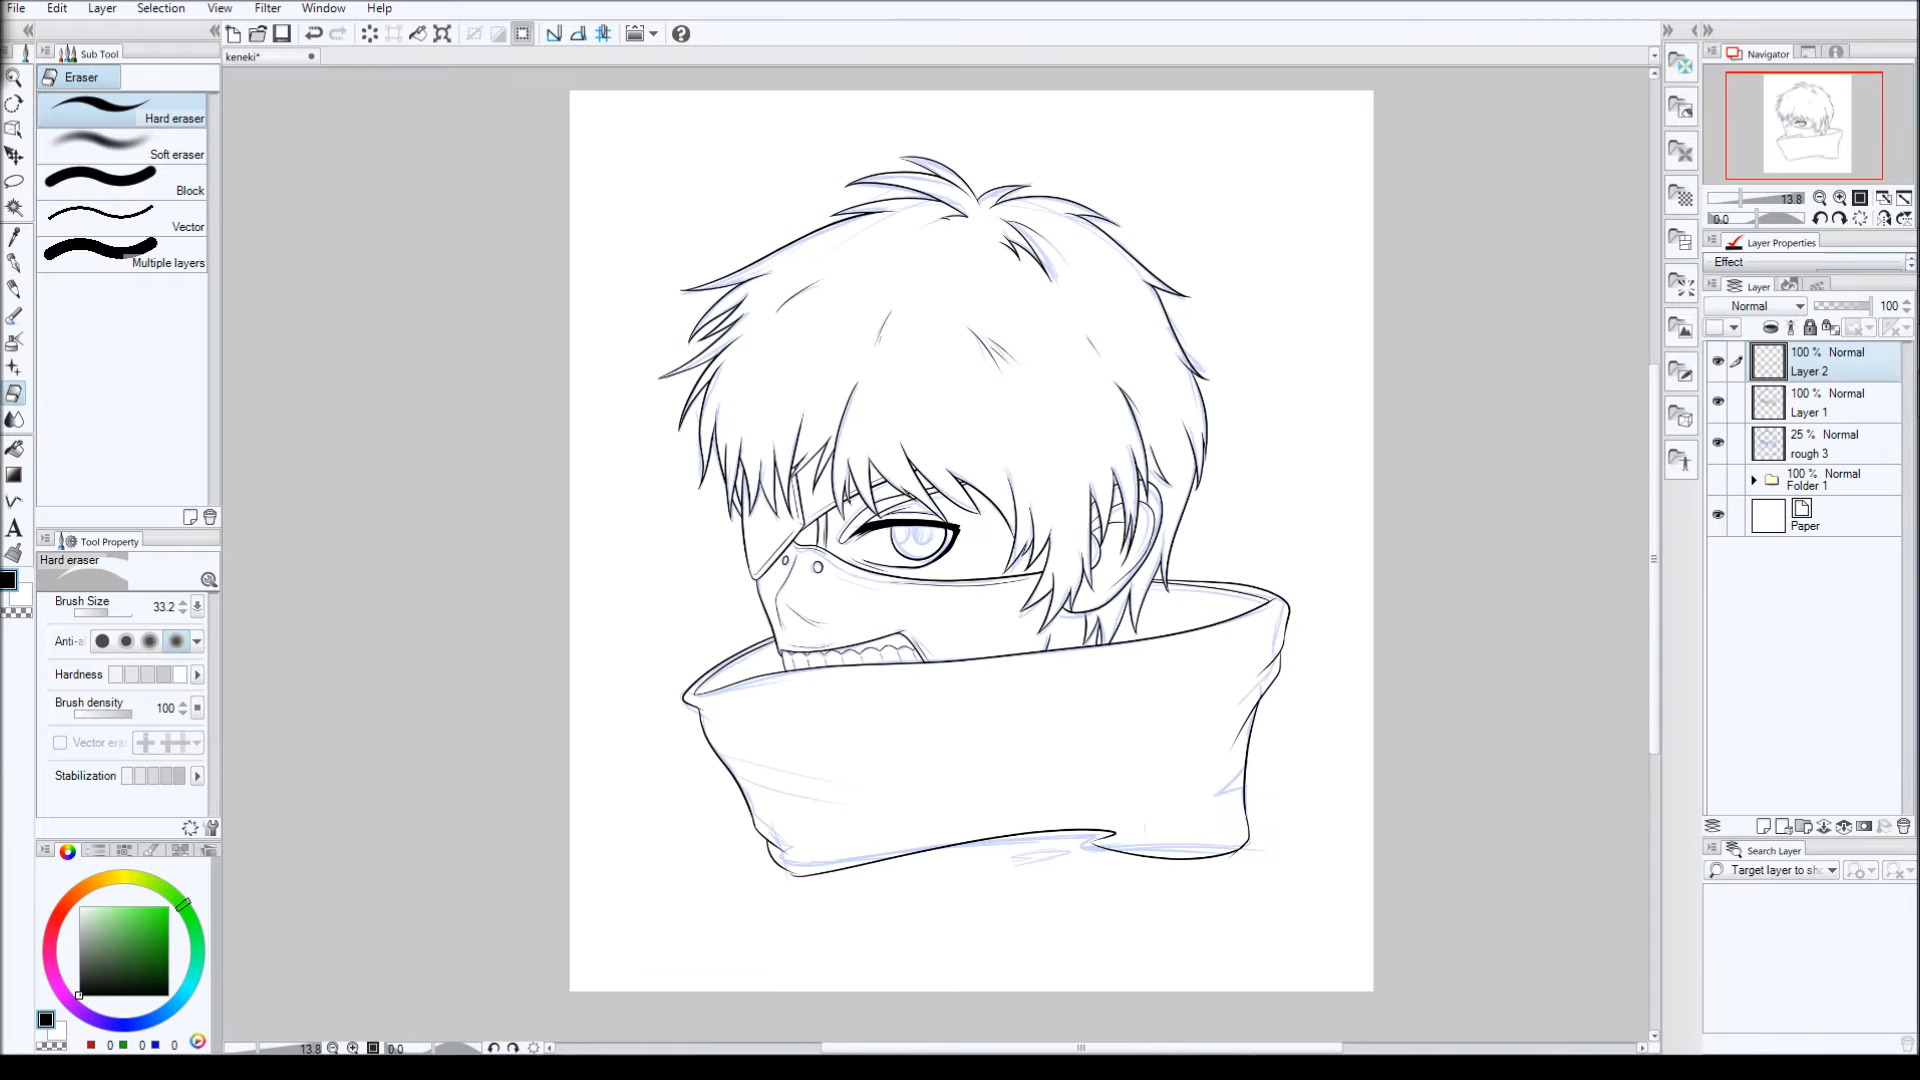 File Edit Layer Selection View Filter Window Help
Sub Tool
keneki*
Navigator
Eraser
Hard eraser
Soft eraser
Block
Vector
Multiple layers
13.8
0.0
Layer Properties
Effect
Layer
Normal 100
100 % Normal
Layer 2
100 % Normal
Layer 1
25 % Normal
rough 3
100 % Normal
Folder 1
Paper
Tool Property
Hard eraser
Brush Size 33.2
Anti-a
Hardness
Brush density 100
Vector era
Stabilization
Search Layer
Target layer to sho
0 0 0
13.8 0.0